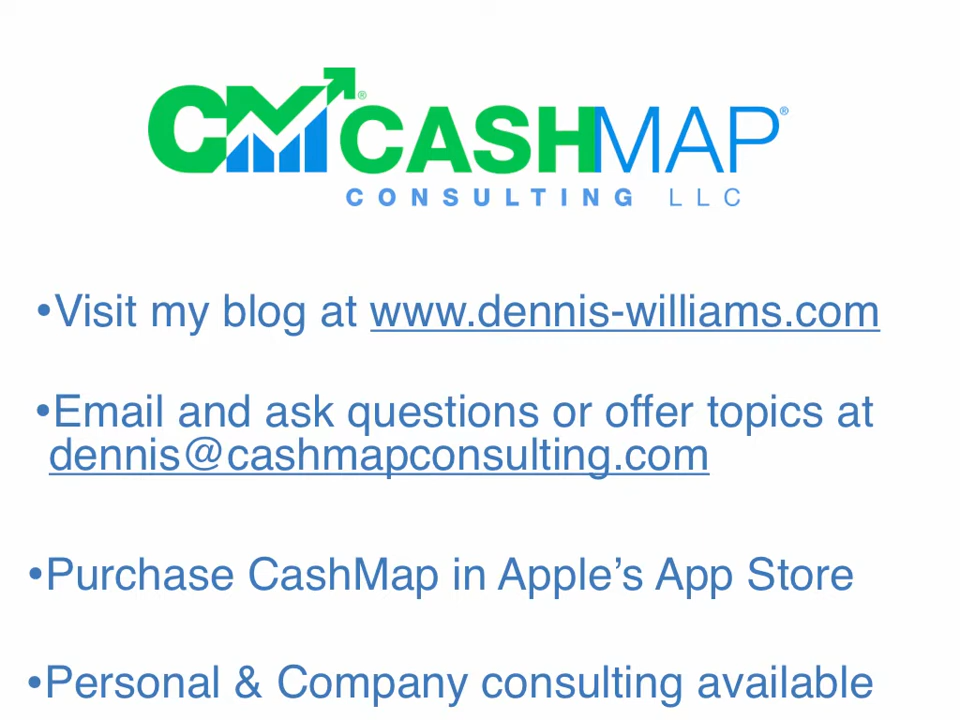 CM® CASHMAP®
CONSULTING LLC
•Visit my blog at www.dennis-williams.com
•Email and ask questions or offer topics at
dennis@cashmapconsulting.com
•Purchase CashMap in Apple’s App Store
•Personal & Company consulting available